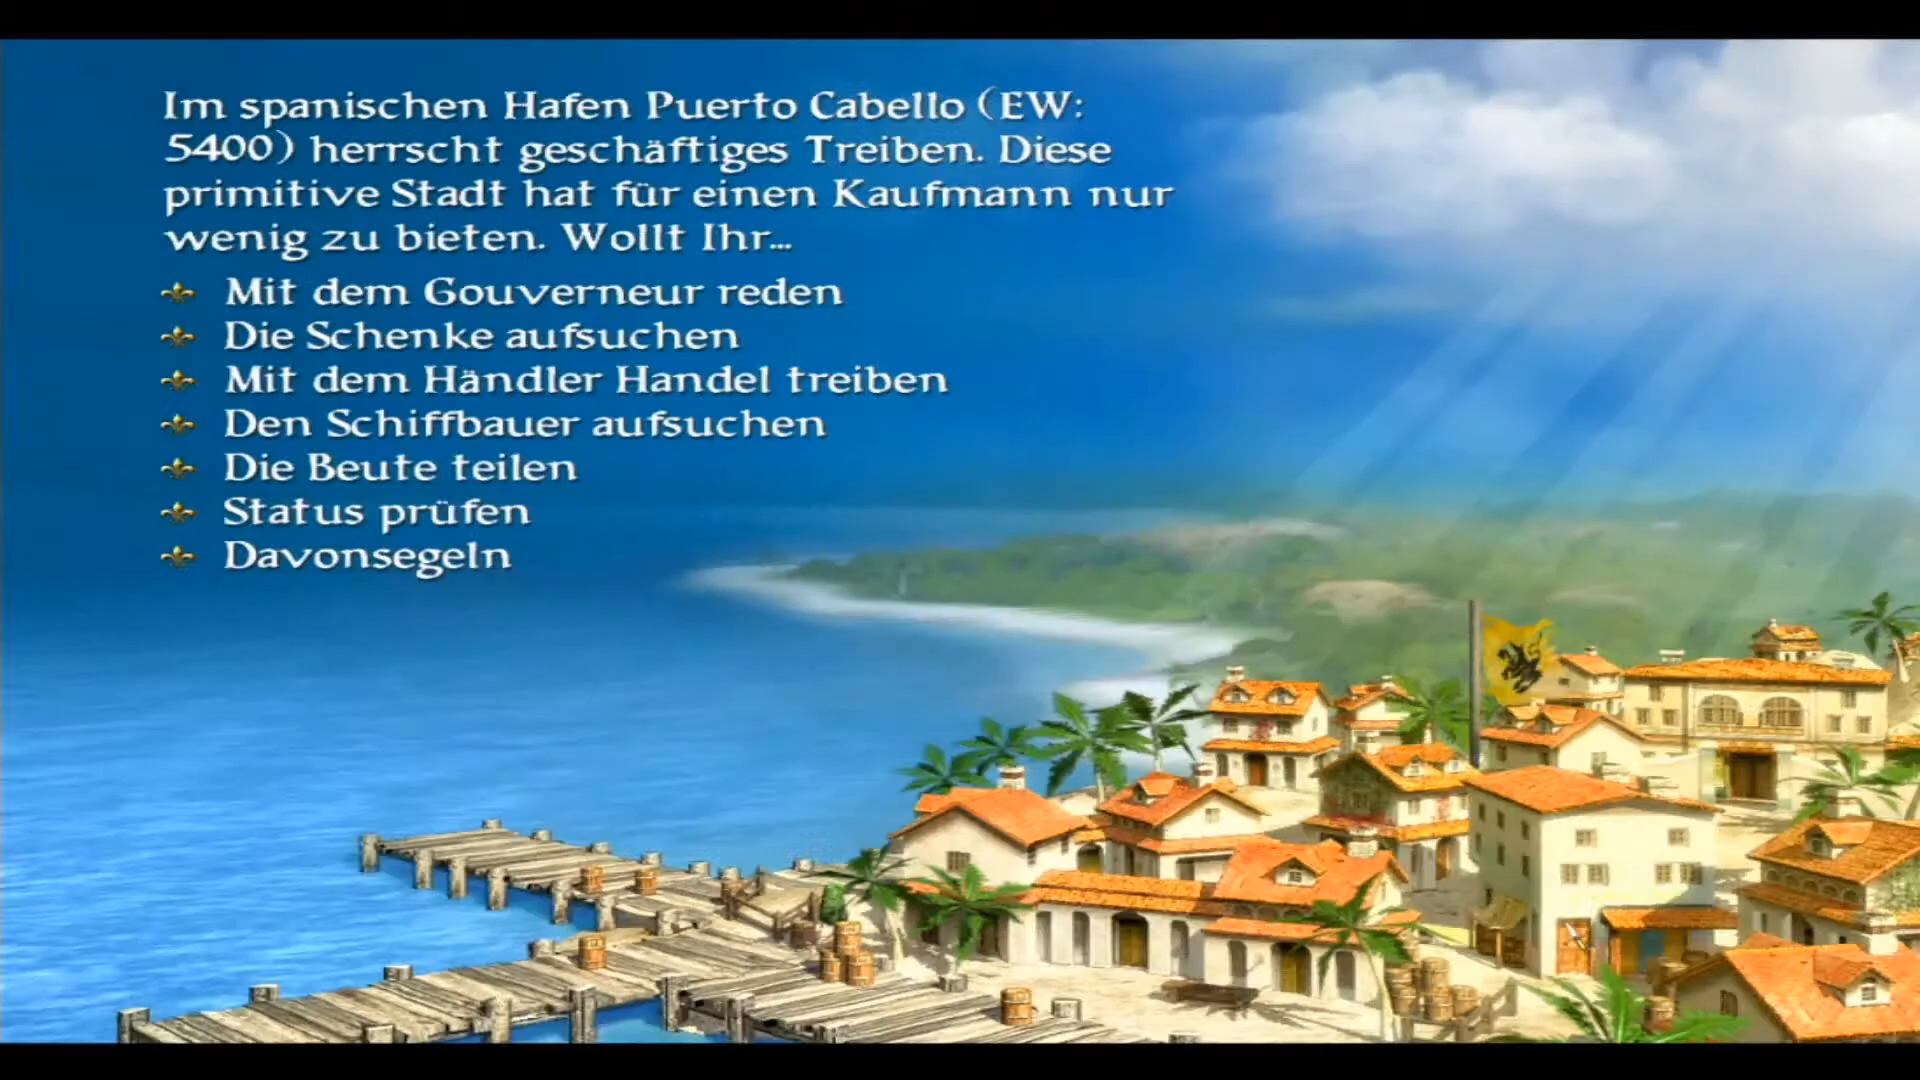 Im spanischen Hafen Puerto Cabello (EW:
5400) herrscht geschäftiges Treiben. Diese
primitive Stadt hat für einen Kaufmann nur
wenig zu bieten. Wollt Ihr...
Mit dem Gouverneur reden
Die Schenke aufsuchen
Mit dem Händler Handel treiben
Den Schiffbauer aufsuchen
Die Beute teilen
Status prüfen
Davonsegeln